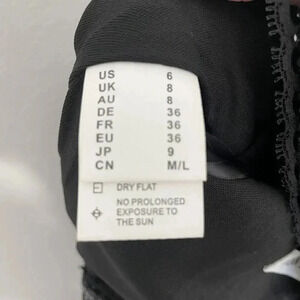 US 6
UK 8
AU 8
DE 36
FR 36
EU 36
JP 9
CN M/L
DRY FLAT
NO PROLONGED
EXPOSURE TO
THE SUN